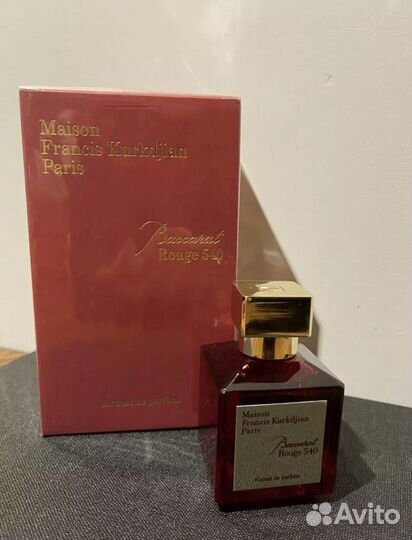 Maison
Francis Kurkdjian
Paris
Baccarat
Rouge 540
Extrait de parfum
Maison
Francis Kurkdjian
Paris
Baccarat
Rouge 540
Extrait de parfum
Avito